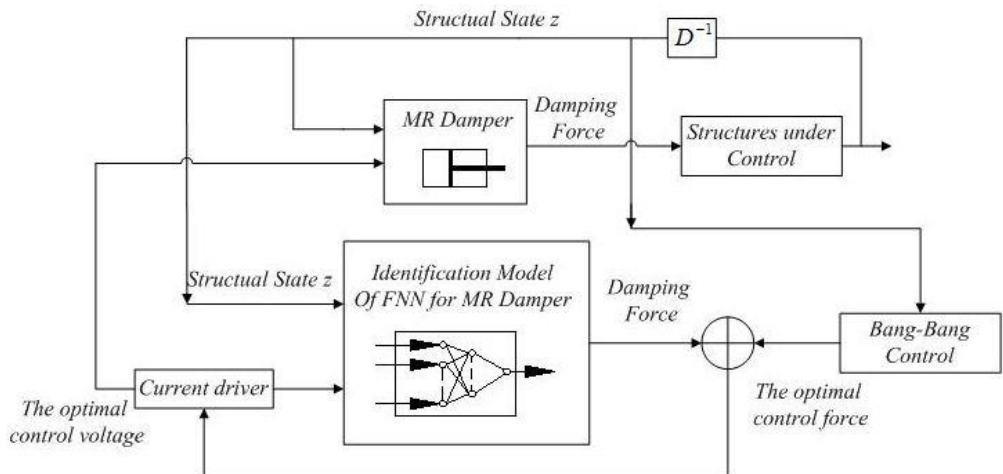 Structual State z
D⁻¹
MR Damper
Damping
Force
Structures under
Control
Structual State z
Identification Model
Of FNN for MR Damper
Damping
Force
Bang-Bang
Control
Current driver
The optimal
control voltage
The optimal
control force